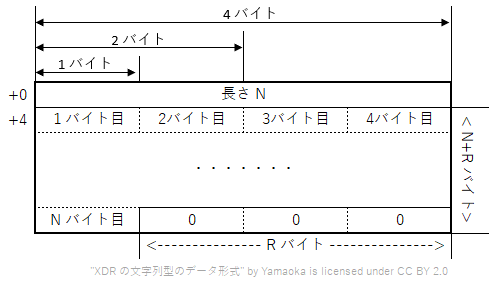 4 バイト
2 バイト
1 バイト
+0 長さ N
+4 1 バイト目 2バイト目 3バイト目 4バイト目
・・・・・・・
<N+Rバイト>
N バイト目 0 0 0
<-------------- R バイト -------------->
"XDR の文字列型のデータ形式" by Yamaoka is licensed under CC BY 2.0